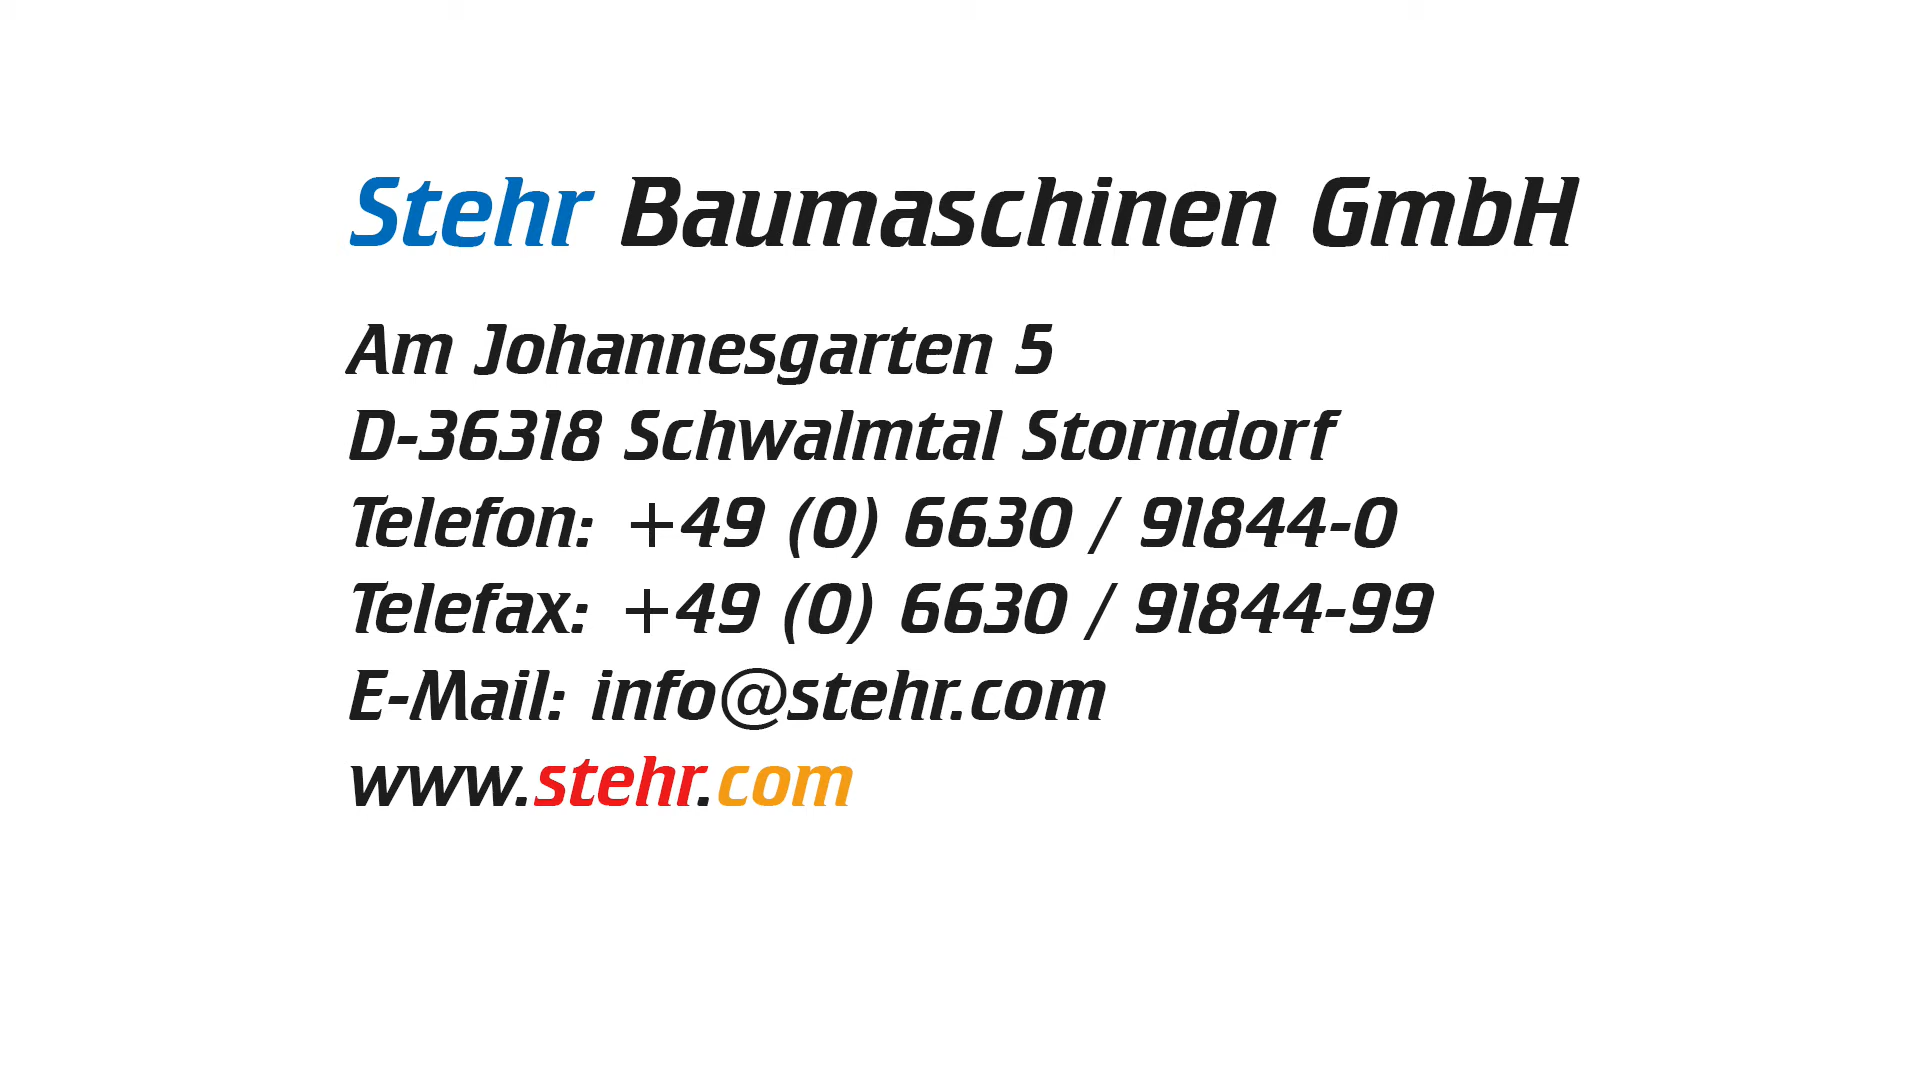 Stehr Baumaschinen GmbH
Am Johannesgarten 5
D-36318 Schwalmtal Storndorf
Telefon: +49 (0) 6630 / 91844-0
Telefax: +49 (0) 6630 / 91844-99
E-Mail: info@stehr.com
www.stehr.com